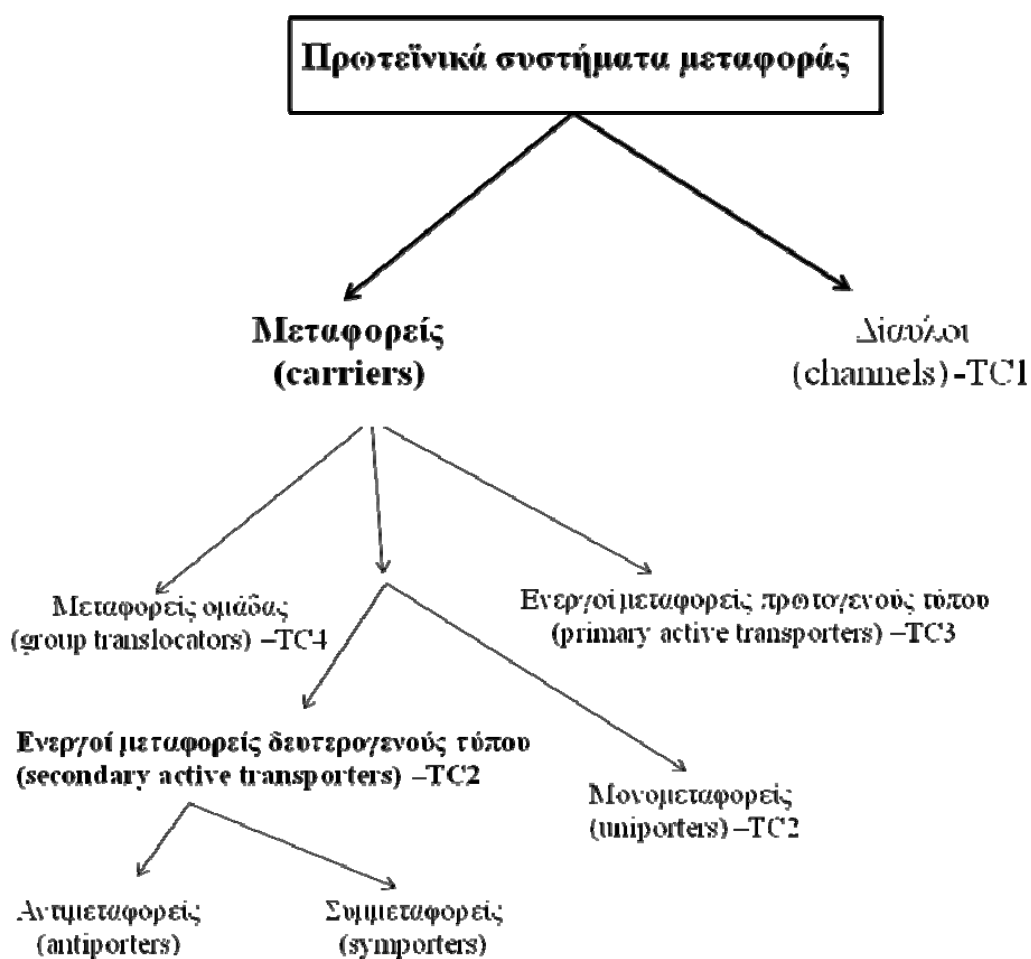 Πρωτεϊνικά συστήματα μεταφοράς
Μεταφορείς
(carriers)
Δίαυλοι
(channels)-TC1
Μεταφορείς ομάδας
(group translocators) –TC4
Ενεργοί μεταφορείς πρωτογενούς τύπου
(primary active transporters) –TC3
Ενεργοί μεταφορείς δευτερογενούς τύπου
(secondary active transporters) –TC2
Μονομεταφορείς
(uniporters) –TC2
Αντιμεταφορείς
(antiporters)
Συμμεταφορείς
(symporters)